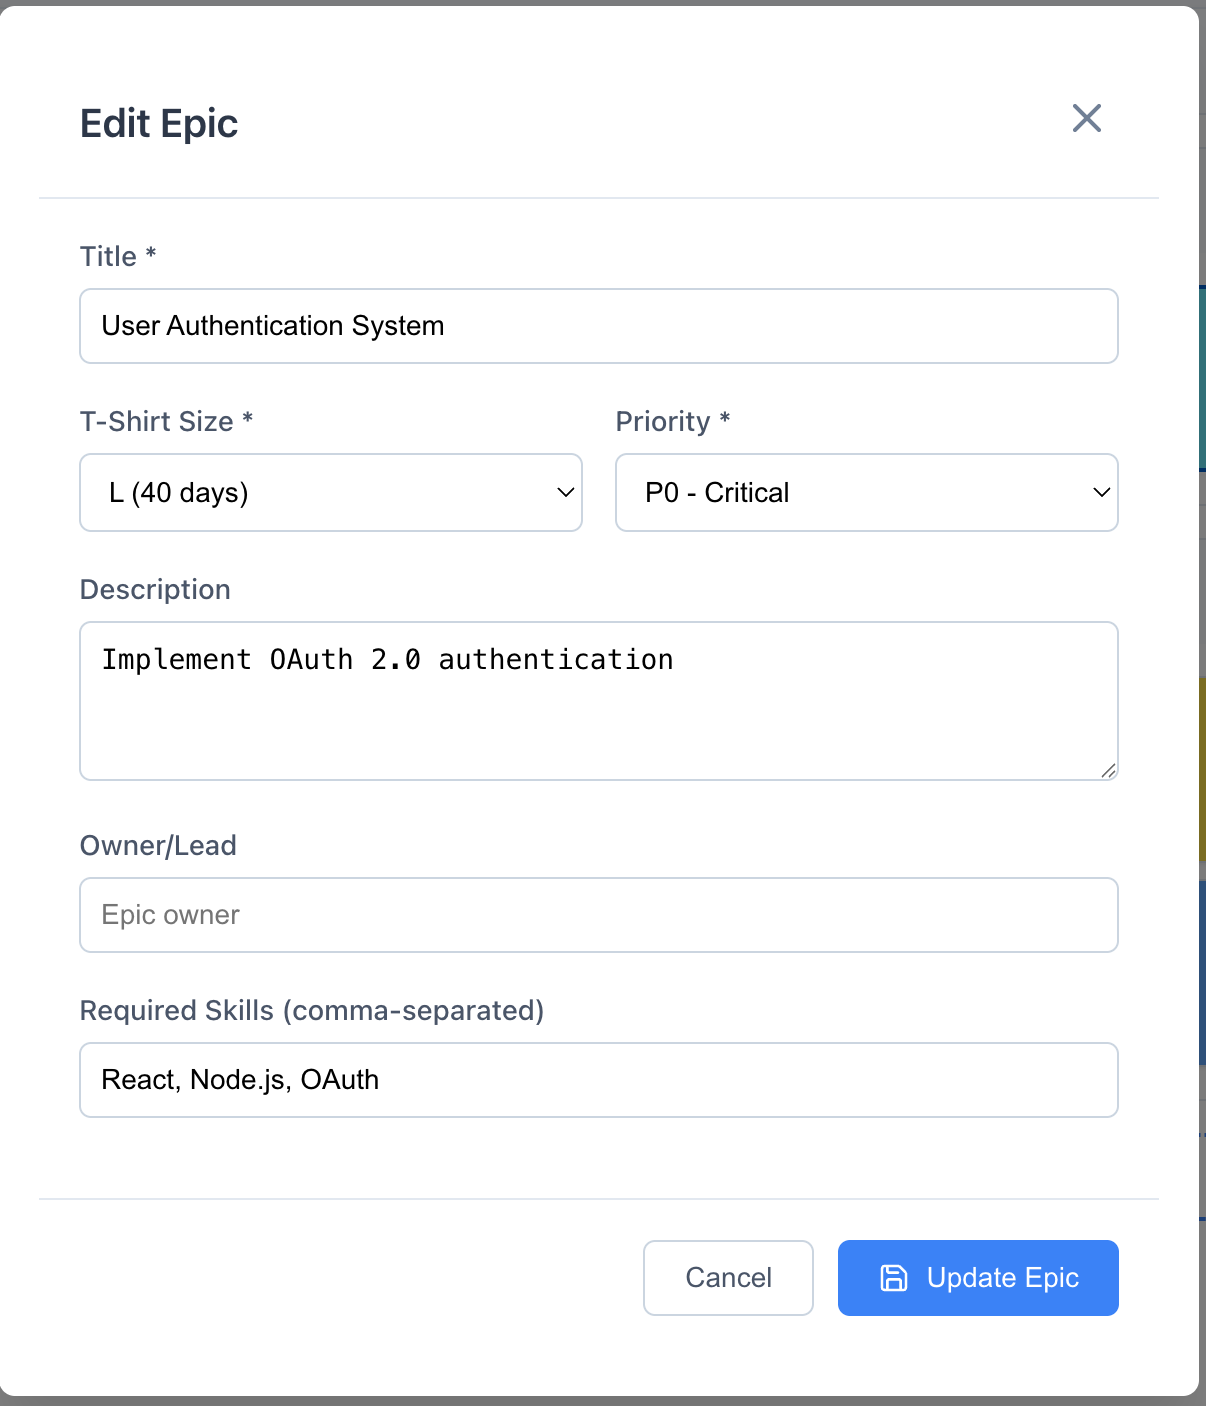 Edit Epic
Title *
User Authentication System
T-Shirt Size * Priority *
L (40 days) P0 - Critical
Description
Implement OAuth 2.0 authentication
Owner/Lead
Epic owner
Required Skills (comma-separated)
React, Node.js, OAuth
Cancel Update Epic